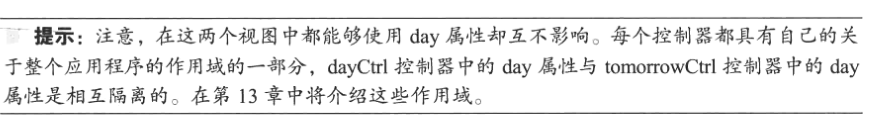 提示：注意，在这两个视图中都能够使用 day 属性却互不影响。每个控制器都具有自己的关
于整个应用程序的作用域的一部分，dayCtrl 控制器中的 day 属性与 tomorrowCtrl 控制器中的 day
属性是相互隔离的。在第 13 章中将介绍这些作用域。